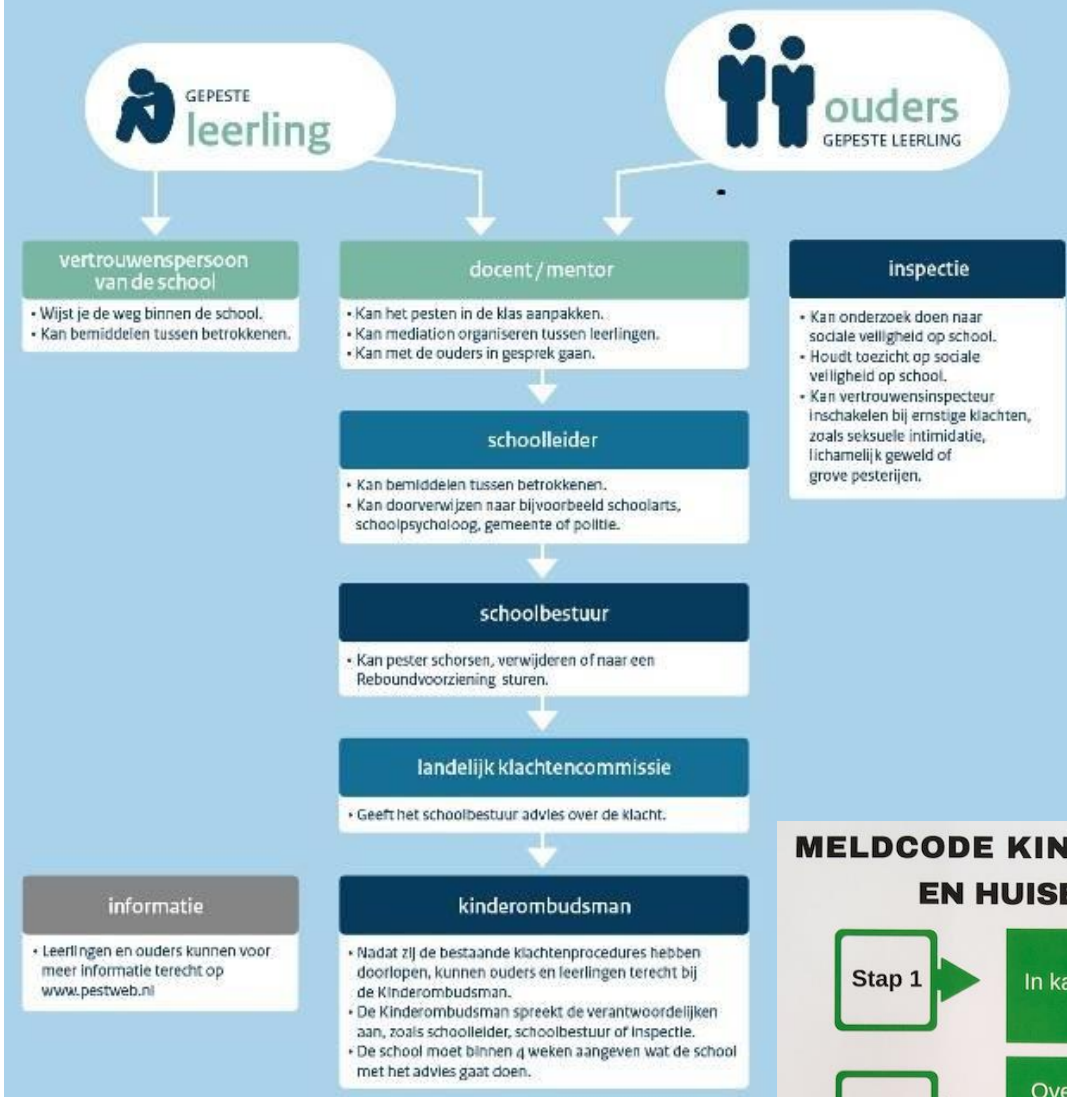 GEPESTE
leerling
ouders
GEPESTE LEERLING
vertrouwenspersoon
van de school
• Wijst je de weg binnen de school.
• Kan bemiddelen tussen betrokkenen.
docent / mentor
• Kan het pesten in de klas aanpakken.
• Kan mediation organiseren tussen leerlingen.
• Kan met de ouders in gesprek gaan.
inspectie
• Kan onderzoek doen naar
sociale veiligheid op school.
• Houdt toezicht op sociale
veiligheid op school.
• Kan vertrouwensinspecteur
inschakelen bij ernstige klachten,
zoals seksuele intimidatie,
lichamelijk geweld of
grove pesterijen.
schoolleider
• Kan bemiddelen tussen betrokkenen.
• Kan doorverwijzen naar bijvoorbeeld schoolarts,
schoolpsycholoog, gemeente of politie.
schoolbestuur
• Kan pester schorsen, verwijderen of naar een
Reboundvoorziening sturen.
landelijk klachtencommissie
• Geeft het schoolbestuur advies over de klacht.
informatie
• Leerlingen en ouders kunnen voor
meer informatie terecht op
www.pestweb.nl
kinderombudsman
• Nadat zij de bestaande klachtenprocedures hebben
doorlopen, kunnen ouders en leerlingen terecht bij
de Kinderombudsman.
• De Kinderombudsman spreekt de verantwoordelijken
aan, zoals schoolleider, schoolbestuur of inspectie.
• De school moet binnen 4 weken aangeven wat de school
met het advies gaat doen.
MELDCODE KIN
EN HUISE
Stap 1
In ka
Ove